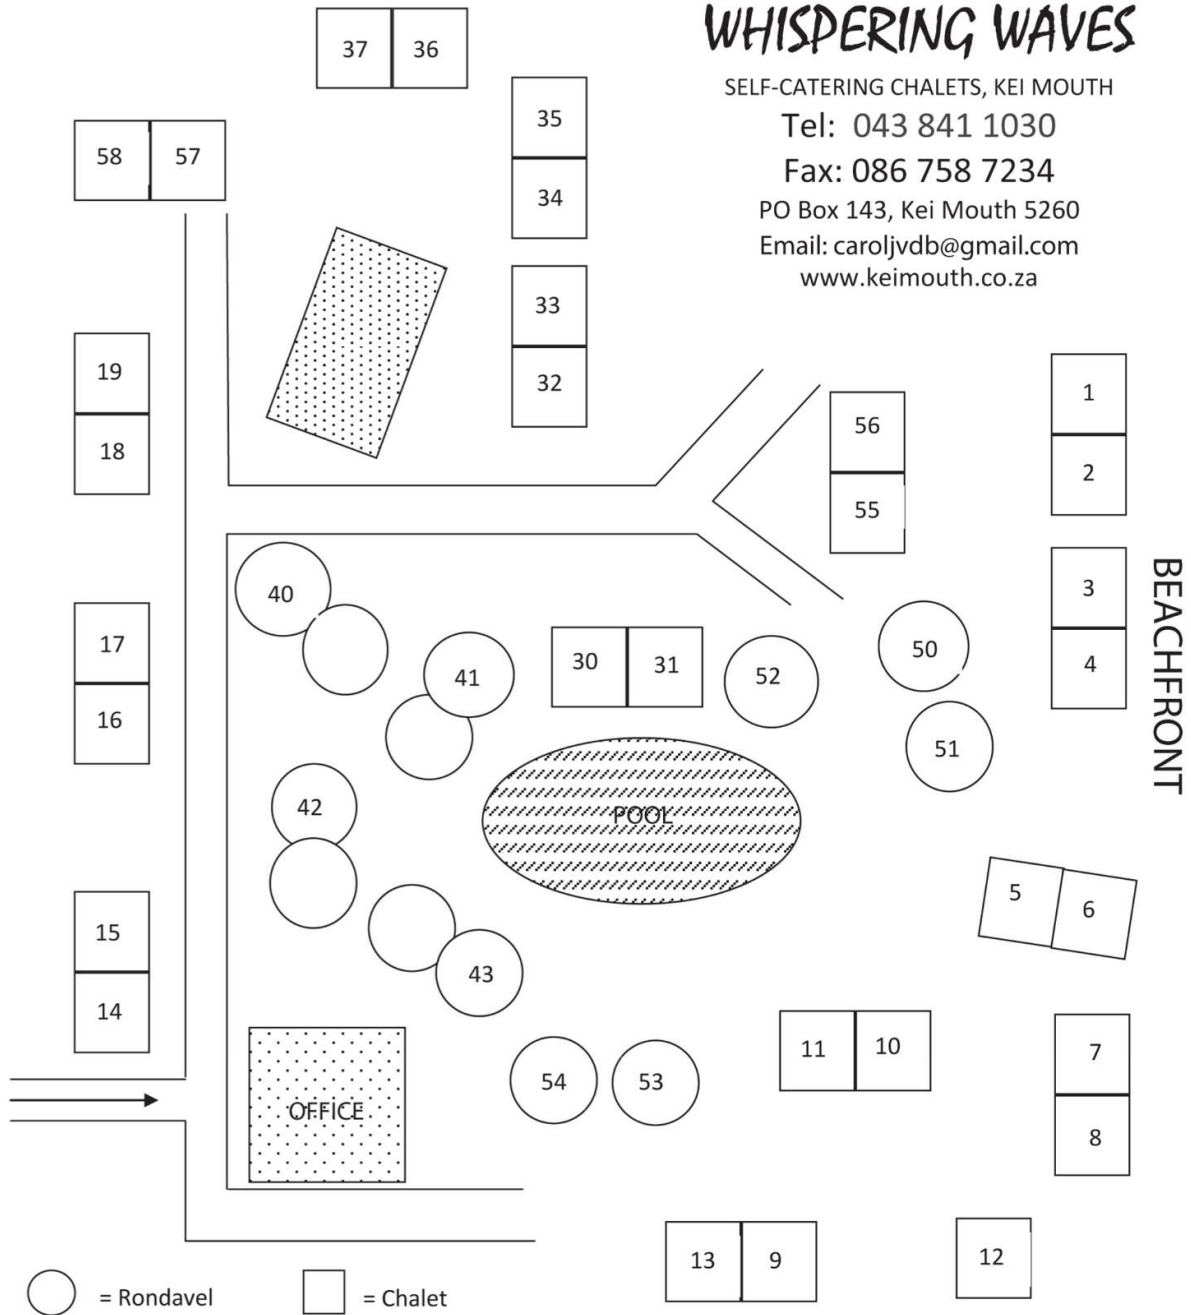 WHISPERING WAVES
SELF-CATERING CHALETS, KEI MOUTH
Tel: 043 841 1030
Fax: 086 758 7234
PO Box 143, Kei Mouth 5260
Email: caroljvdb@gmail.com
www.keimouth.co.za
37 36
35
34
58 57
33
32
19
18
56
55
1
2
3
4
BEACHFRONT
40
17
16
41
30 31
52
50
51
42
POOL
5 6
15
14
43
11 10
7
8
54 53
OFFICE
13 9
12
= Rondavel
= Chalet